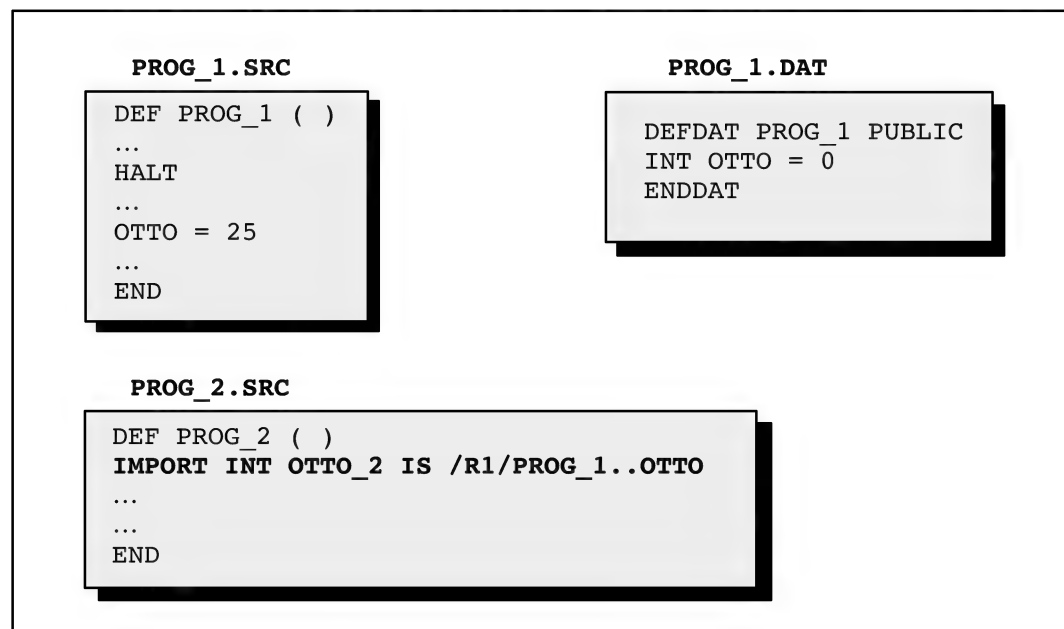 PROG_1.SRC
DEF PROG_1 ( )
...
HALT
...
OTTO = 25
...
END
PROG_1.DAT
DEFDAT PROG_1 PUBLIC
INT OTTO = 0
ENDDAT
PROG_2.SRC
DEF PROG_2 ( )
IMPORT INT OTTO_2 IS /R1/PROG_1..OTTO
...
...
END